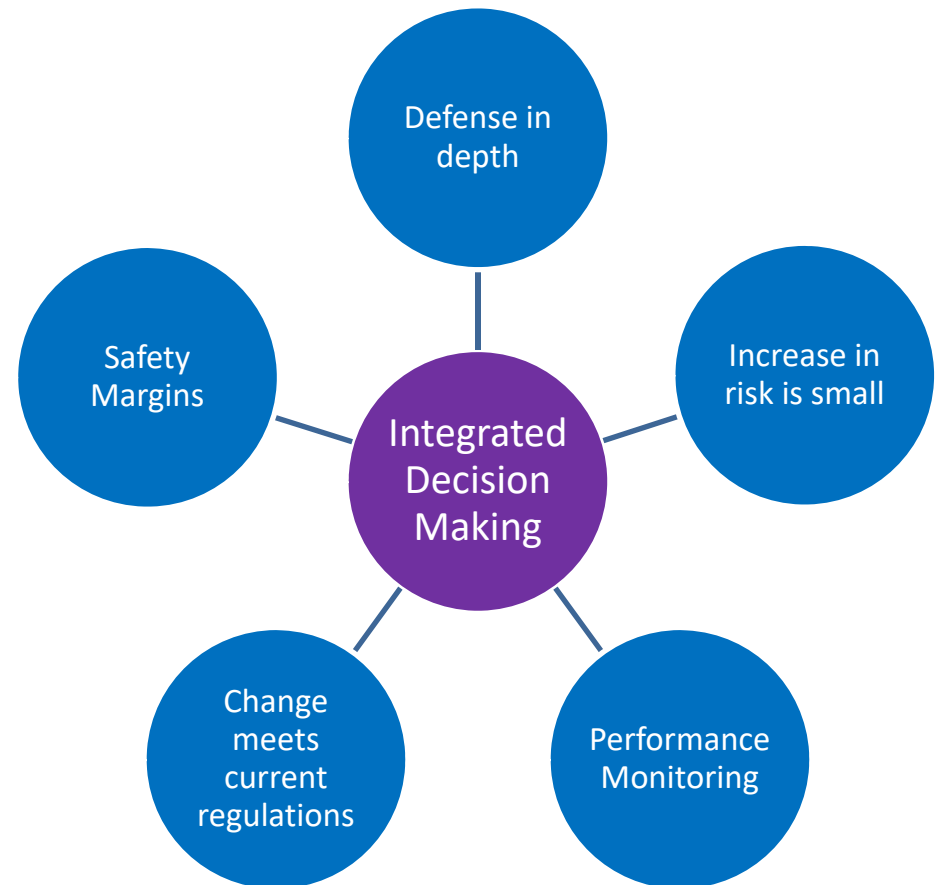 Defense in
depth
Safety
Margins
Increase in
risk is small
Integrated
Decision
Making
Change
meets
current
regulations
Performance
Monitoring